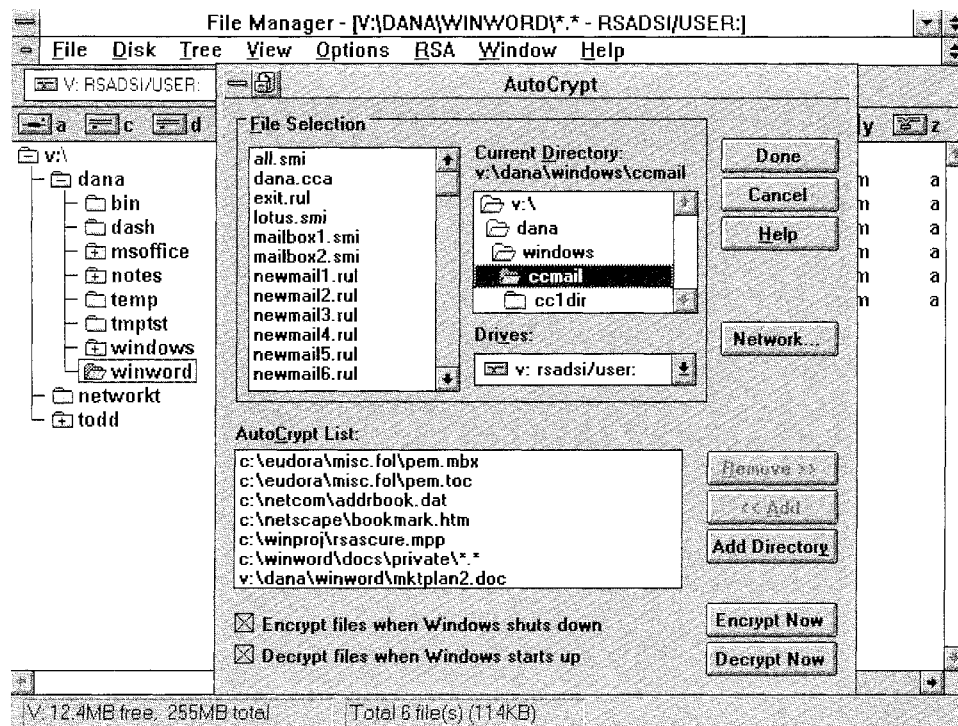 File Manager - [V:\DANA\WINWORD\*.* - RSADSI/USER:]
File Disk Tree View Options RSA Window Help
V: RSADSI/USER:
a c d
y z
v:\
dana
bin
dash
msoffice
notes
temp
tmptst
windows
winword
networkt
todd
m a
a
m a
a
m a
AutoCrypt
File Selection
all.smi
dana.cca
exit.rul
lotus.smi
mailbox1.smi
mailbox2.smi
newmail1.rul
newmail2.rul
newmail3.rul
newmail4.rul
newmail5.rul
newmail6.rul
Current Directory:
v:\dana\windows\ccmail
v:\
dana
windows
ccmail
cc1dir
Drives:
v: rsadsi/user:
Done
Cancel
Help
Network...
AutoCrypt List:
c:\eudora\misc.fol\pem.mbx
c:\eudora\misc.fol\pem.toc
c:\netcom\addrbook.dat
c:\netscape\bookmark.htm
c:\winproj\rsascure.mpp
c:\winword\docs\private\*.*
v:\dana\winword\mktplan2.doc
Remove >>
<< Add
Add Directory
Encrypt files when Windows shuts down
Decrypt files when Windows starts up
Encrypt Now
Decrypt Now
V: 12.4MB free, 255MB total
Total 6 file(s) (114KB)